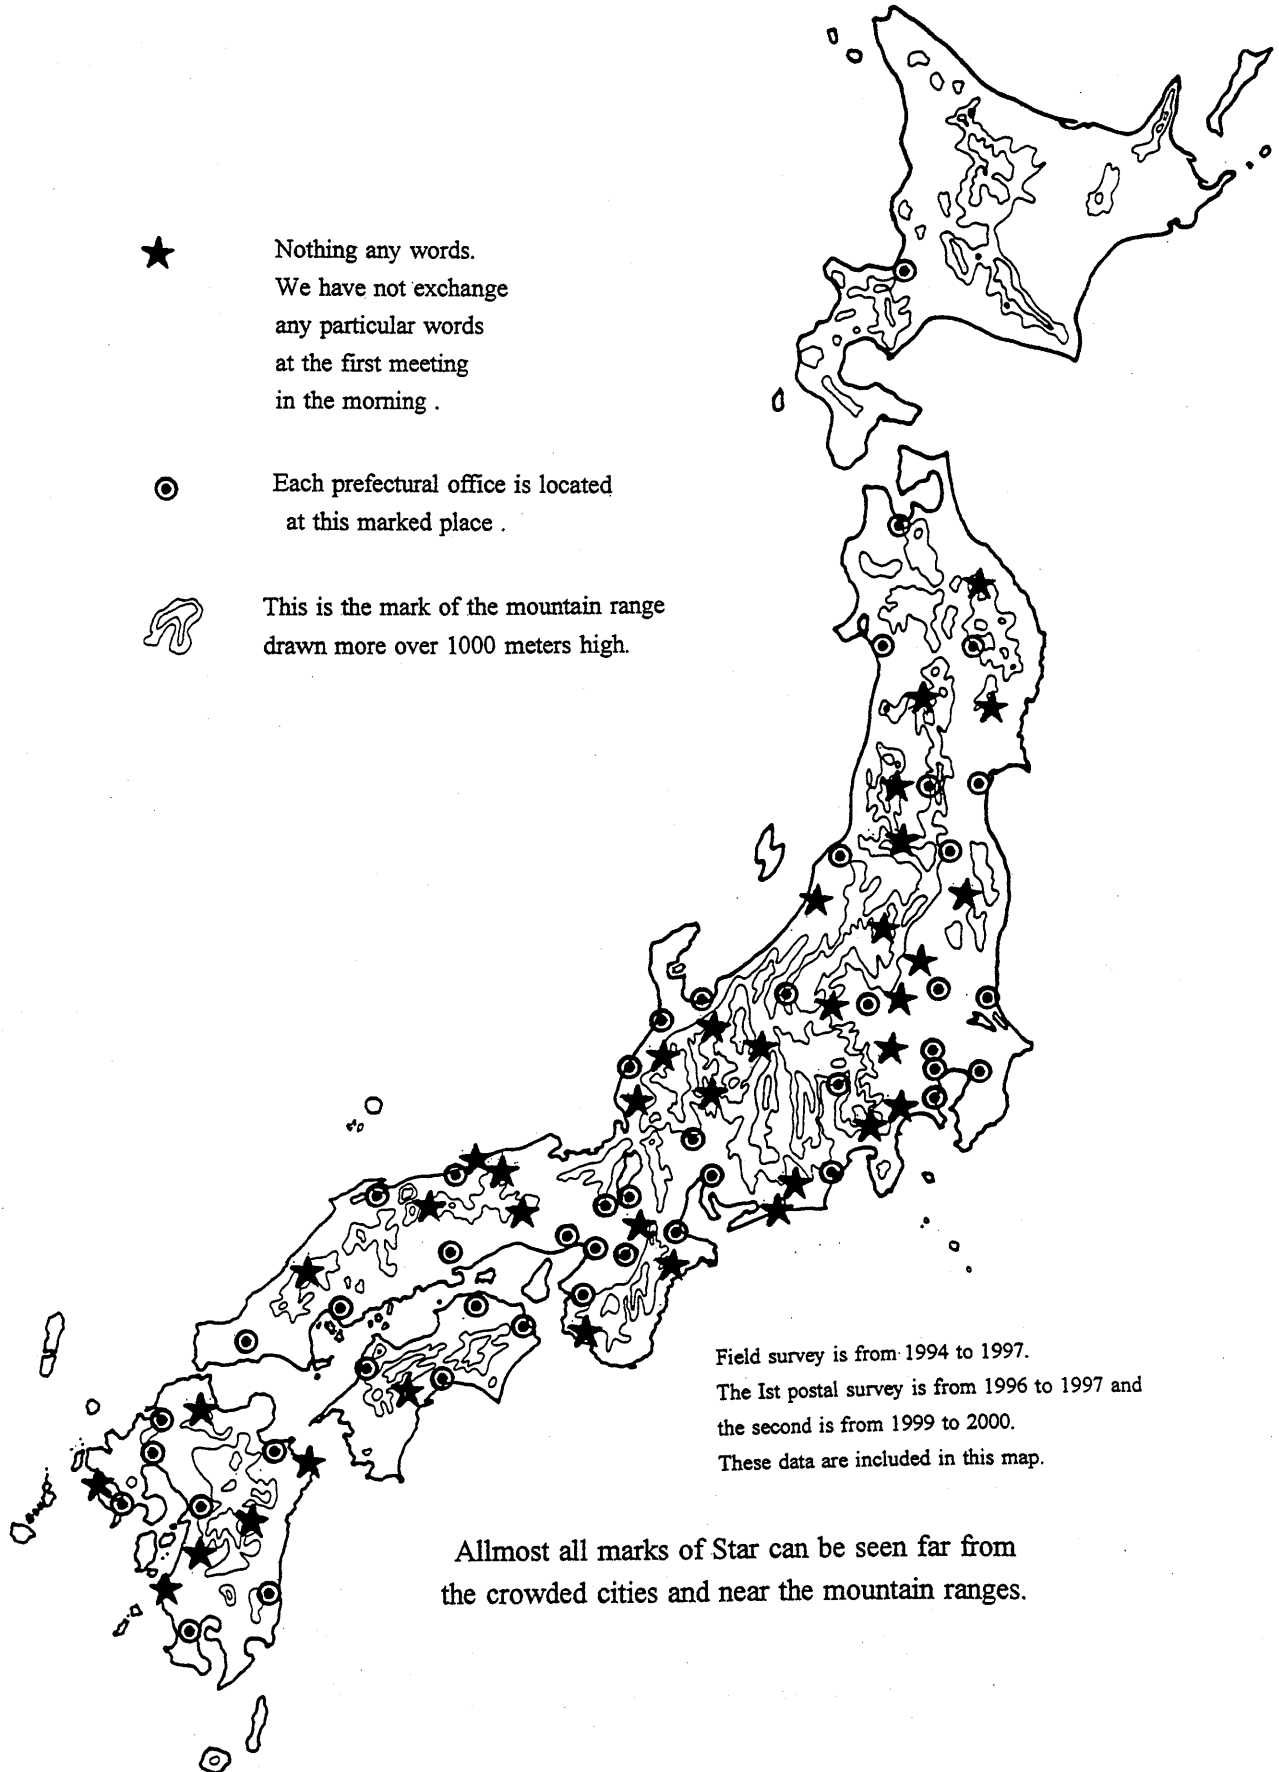 Nothing any words.
We have not exchange
any particular words
at the first meeting
in the morning .
Each prefectural office is located
at this marked place .
This is the mark of the mountain range
drawn more over 1000 meters high.
Field survey is from 1994 to 1997.
The Ist postal survey is from 1996 to 1997 and
the second is from 1999 to 2000.
These data are included in this map.
Allmost all marks of Star can be seen far from
the crowded cities and near the mountain ranges.